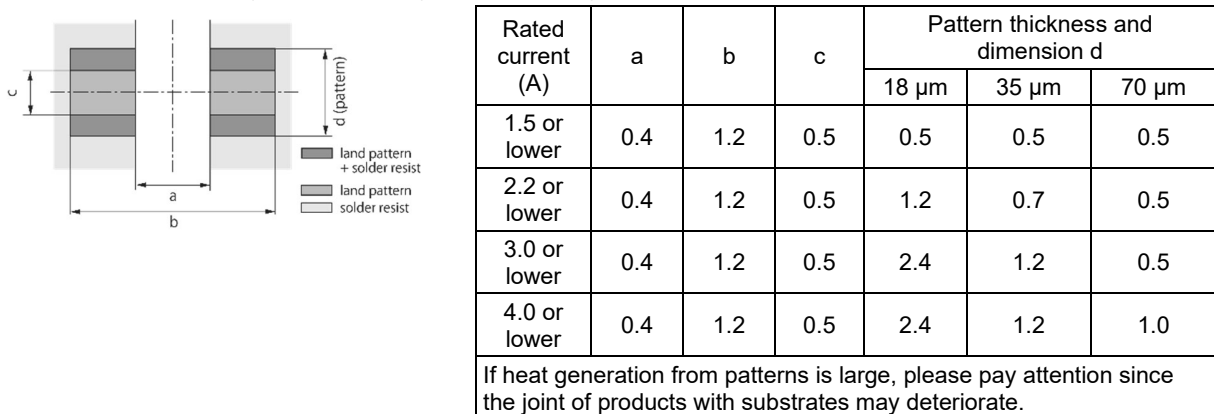 c
d (pattern)
land pattern
+ solder resist
land pattern
solder resist
a
b
Rated current (A) a b c Pattern thickness and dimension d
18 µm 35 µm 70 µm
1.5 or lower 0.4 1.2 0.5 0.5 0.5 0.5
2.2 or lower 0.4 1.2 0.5 1.2 0.7 0.5
3.0 or lower 0.4 1.2 0.5 2.4 1.2 0.5
4.0 or lower 0.4 1.2 0.5 2.4 1.2 1.0
If heat generation from patterns is large, please pay attention since
the joint of products with substrates may deteriorate.